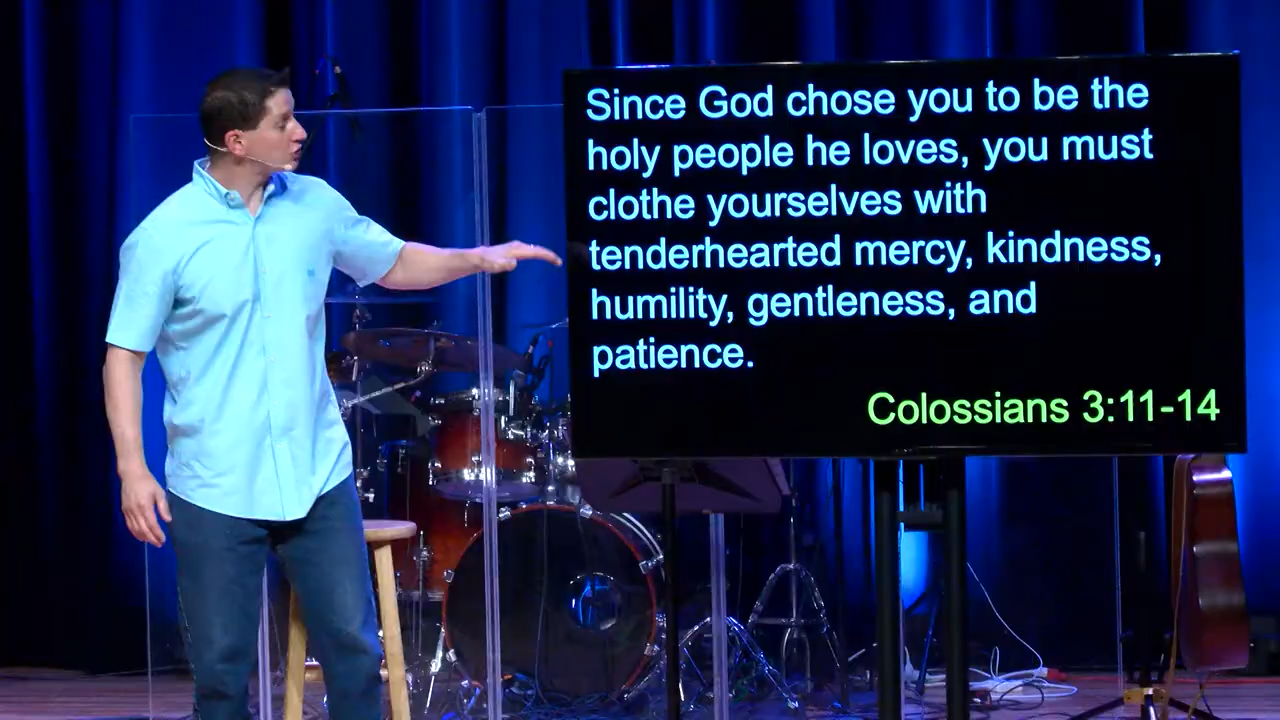 Since God chose you to be the
holy people he loves, you must
clothe yourselves with
tenderhearted mercy, kindness,
humility, gentleness, and
patience.
Colossians 3:11-14